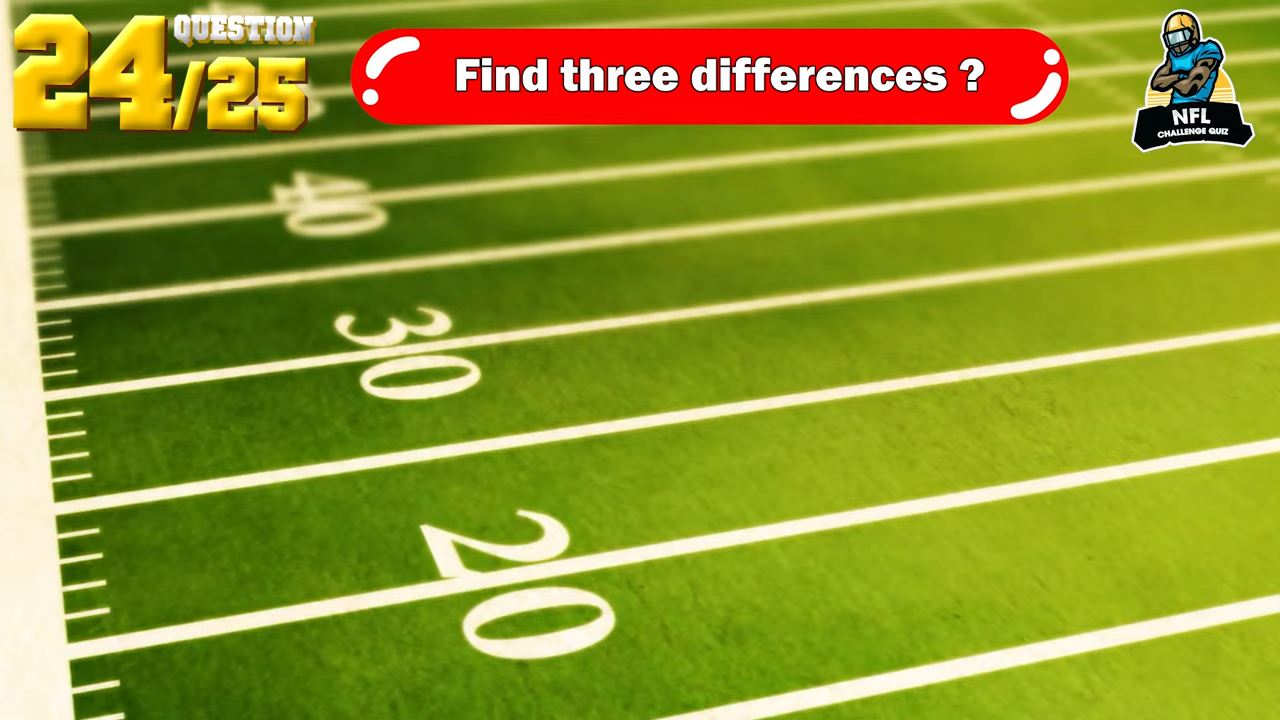 QUESTION
24/25
Find three differences ?
NFL
CHALLENGE QUIZ
40
30
20